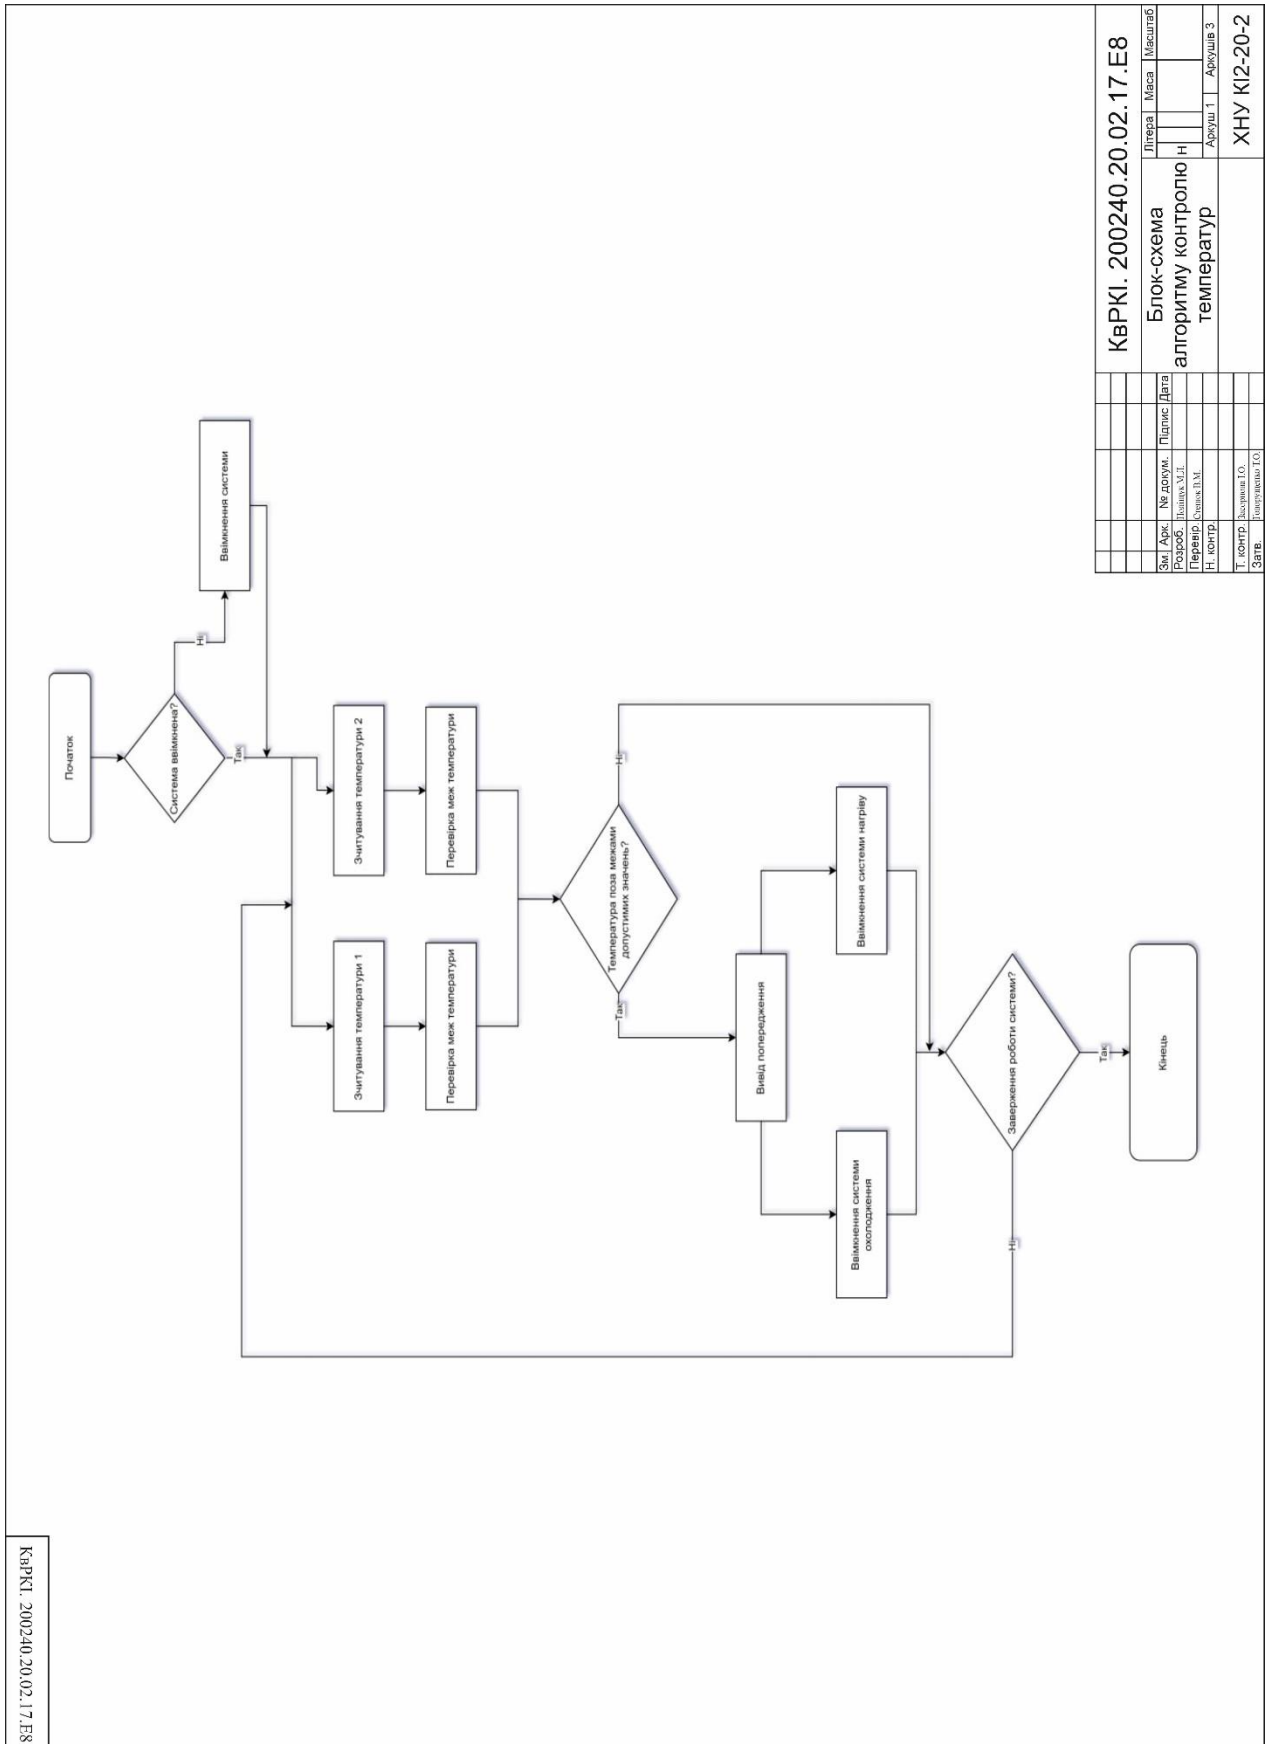 Початок
Система ввімкнена?
Ні
Ввімкнення системи
Так
Зчитування температури 1
Зчитування температури 2
Перевірка меж температури
Перевірка меж температури
Температура поза межами
допустимих значень?
Так
Ні
Вивід попередження
Ввімкнення системи
охолодження
Ввімкнення системи нагріву
Завершення роботи системи?
Ні
Так
Кінець
КвРКІ. 200240.20.02.17.Е8
Зм. Арк. № докум. Підпис Дата
Розроб.
Перевір.
Н. контр.
Т. контр.
Затв.
Блок-схема
алгоритму контролю
температур
Літера Маса Масштаб
Н
Аркуш 1 Аркушів 3
ХНУ КІ2-20-2
КвРКІ. 200240.20.02.17.Е8